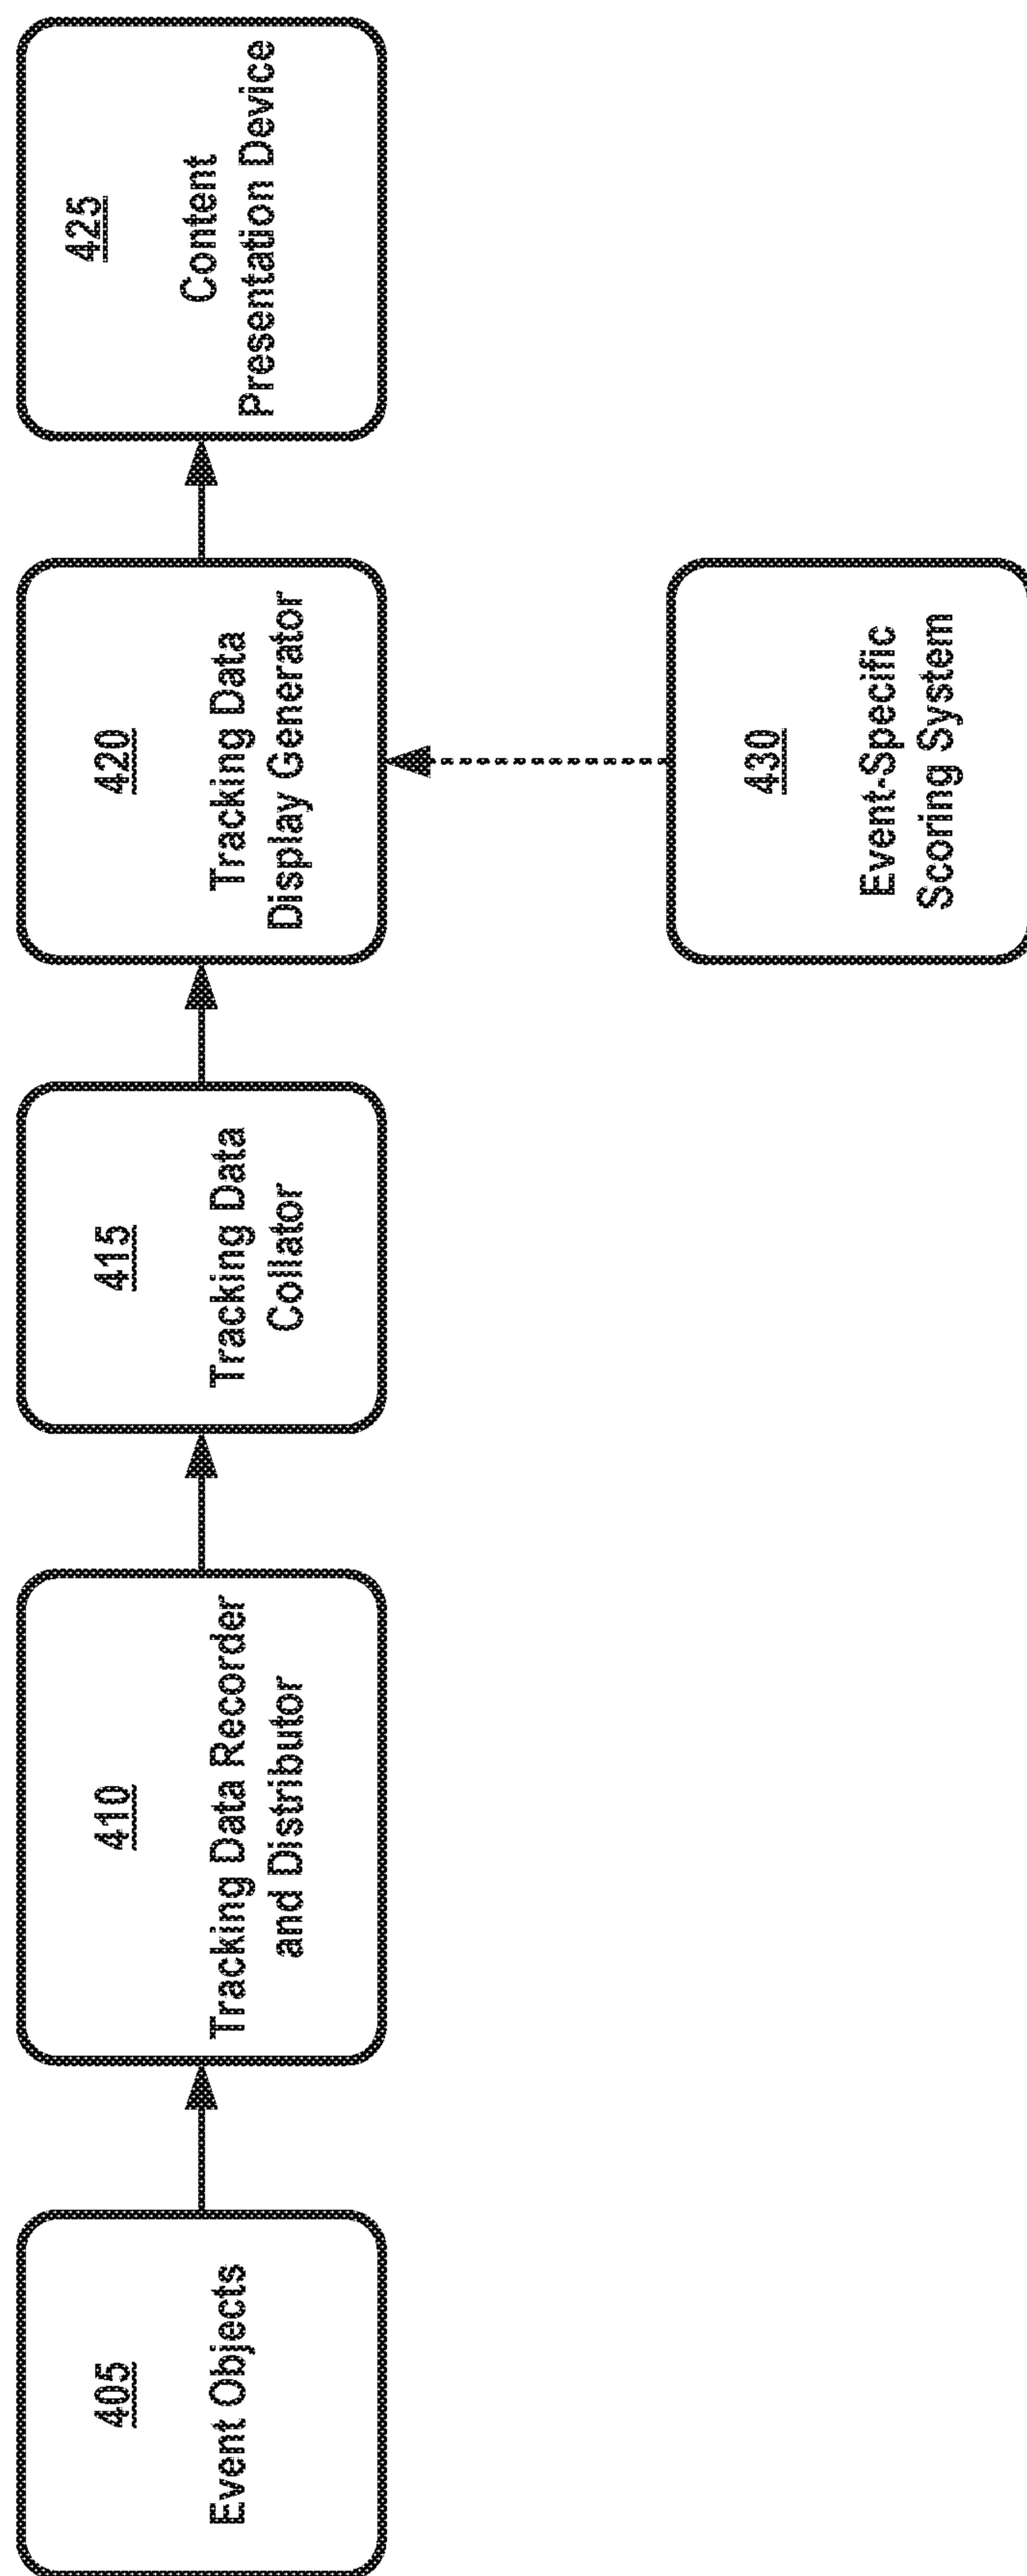 405
Event Objects
410
Tracking Data Recorder
and Distributor
415
Tracking Data
Collator
420
Tracking Data
Display Generator
425
Content
Presentation Device
430
Event-Specific
Scoring System